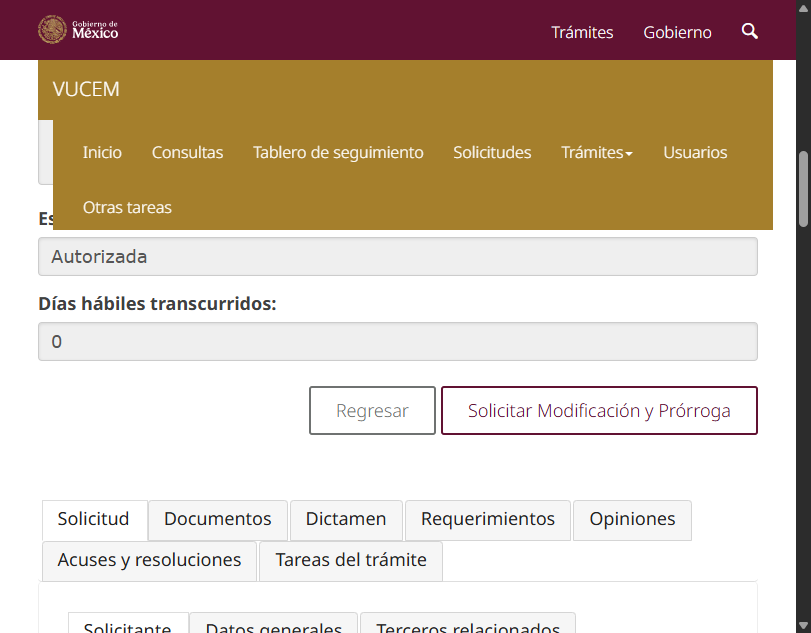 Gobierno de
México
Trámites
Gobierno
VUCEM
Inicio
Consultas
Tablero de seguimiento
Solicitudes
Trámites
Usuarios
Otras tareas
Autorizada
Días hábiles transcurridos:
0
Regresar
Solicitar Modificación y Prórroga
Solicitud
Documentos
Dictamen
Requerimientos
Opiniones
Acuses y resoluciones
Tareas del trámite
Solicitante
Datos generales
Terceros relacionados